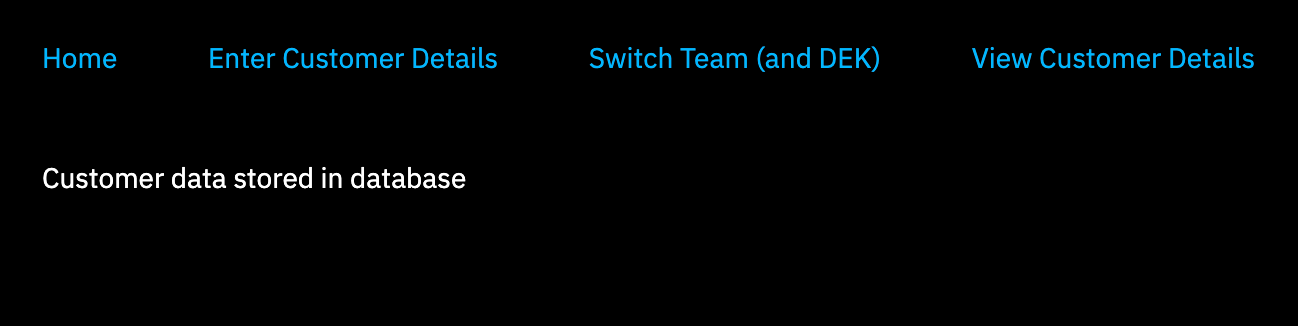 Home Enter Customer Details Switch Team (and DEK) View Customer Details
Customer data stored in database